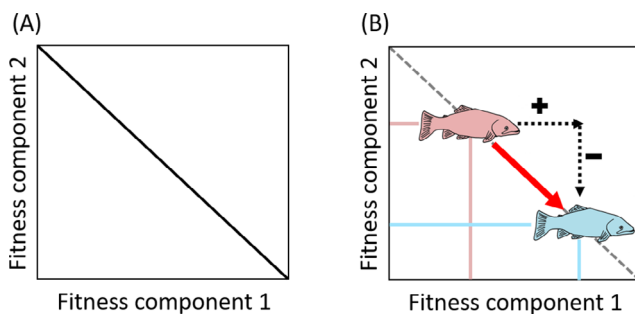 (A)
Fitness component 2
Fitness component 1
(B)
Fitness component 2
+
−
Fitness component 1